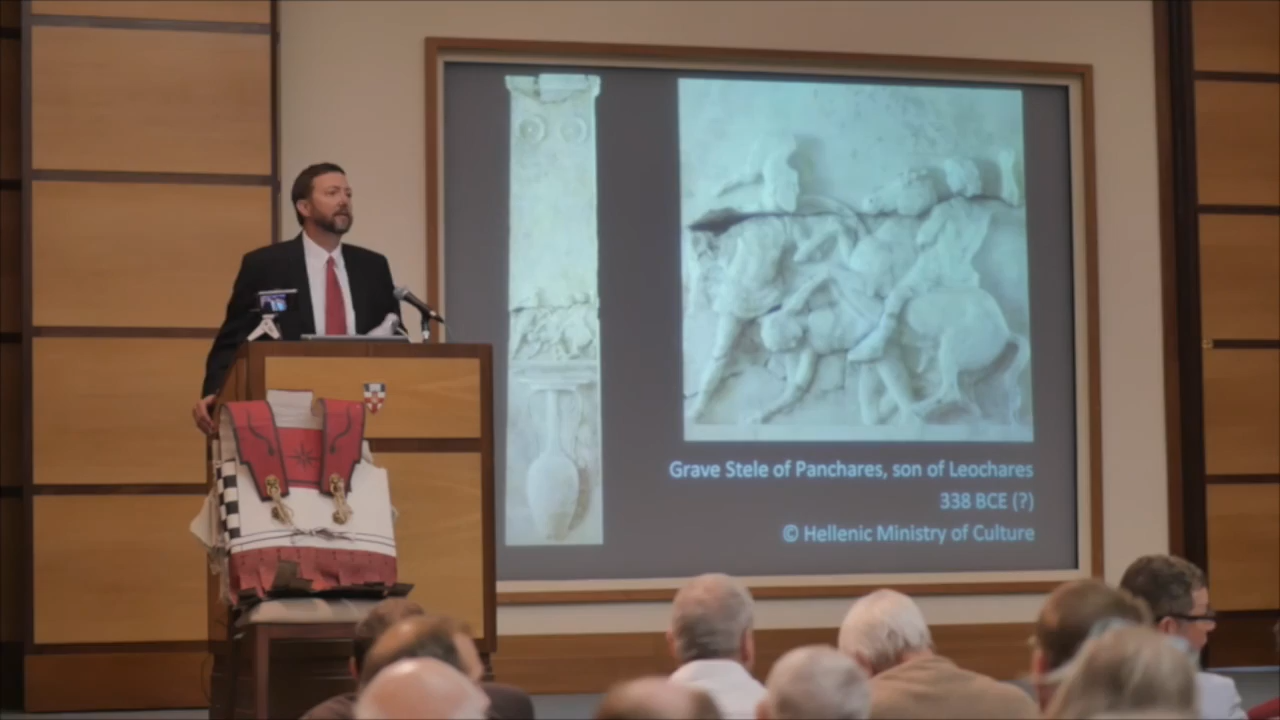 Grave Stele of Panchares, son of Leochares
338 BCE (?)
© Hellenic Ministry of Culture